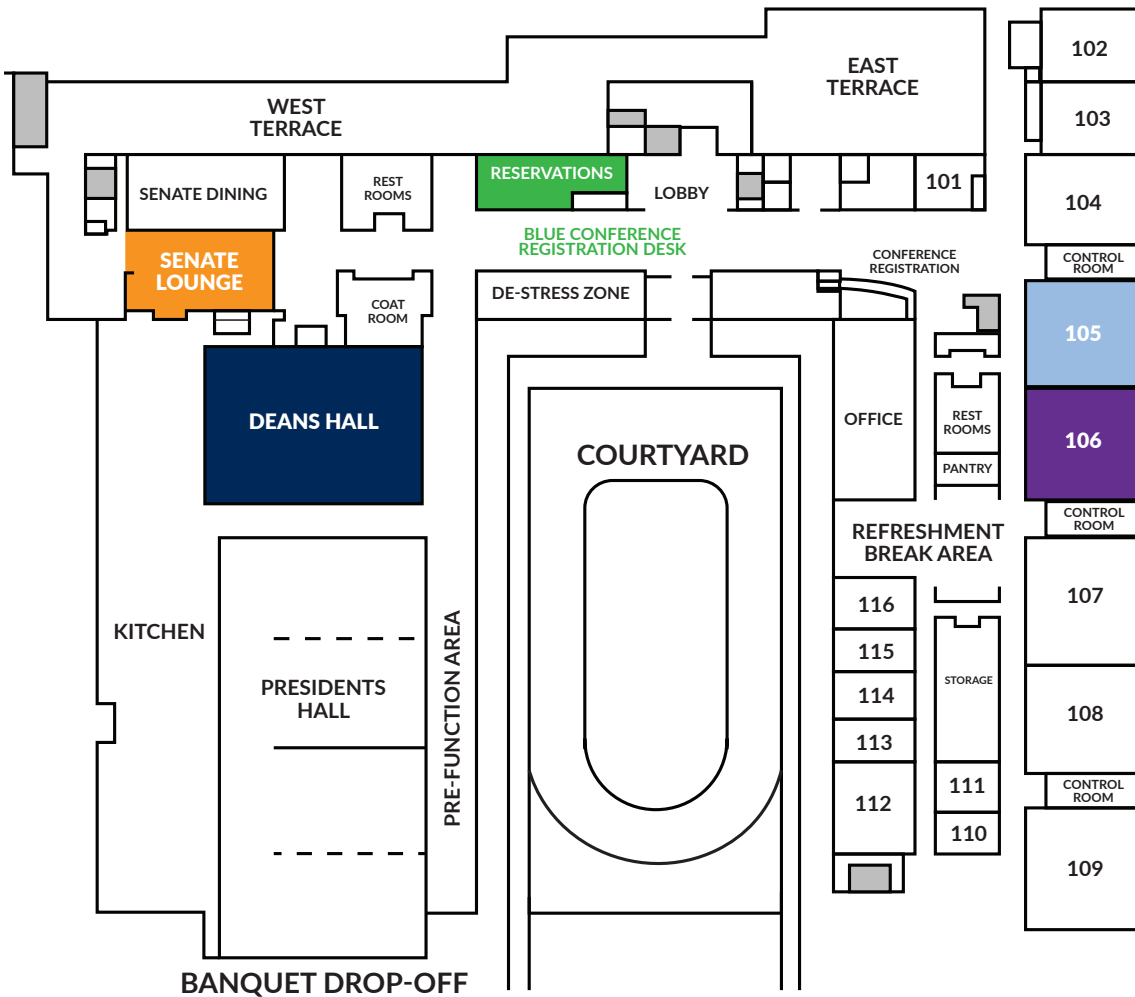 102
EAST
TERRACE
WEST
TERRACE
103
RESERVATIONS
SENATE DINING
REST
ROOMS
LOBBY
101
104
BLUE CONFERENCE
REGISTRATION DESK
SENATE
LOUNGE
CONFERENCE
REGISTRATION
CONTROL
ROOM
DE-STRESS ZONE
COAT
ROOM
105
DEANS HALL
OFFICE
REST
ROOMS
106
COURTYARD
PANTRY
CONTROL
ROOM
REFRESHMENT
BREAK AREA
116
107
KITCHEN
PRE-FUNCTION AREA
115
PRESIDENTS
HALL
114
STORAGE
108
113
111
CONTROL
ROOM
112
110
109
BANQUET DROP-OFF